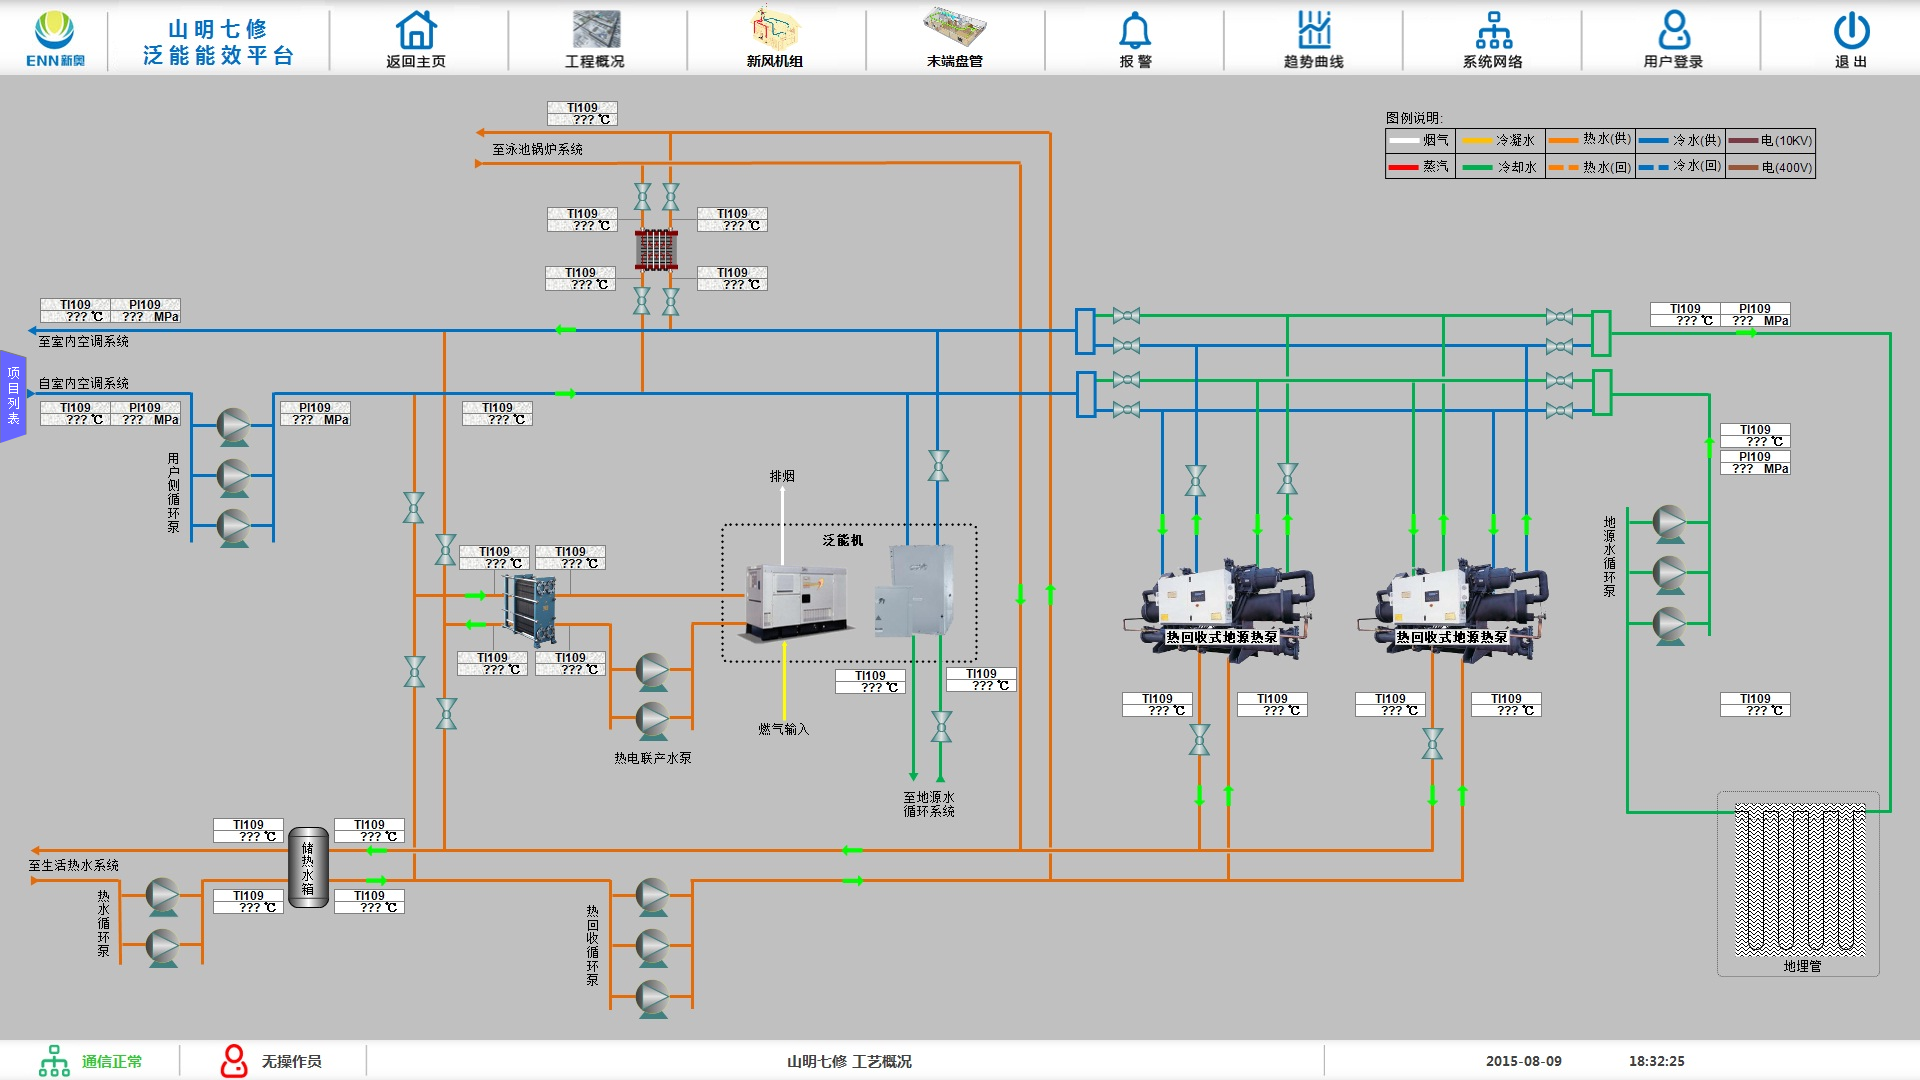 ENN新奥
山明七修
泛能能效平台
返回主页
工程概况
新风机组
末端盘管
报 警
趋势曲线
系统网络
用户登录
退 出
图例说明:
烟气 冷凝水 热水(供) 冷水(供) 电(10KV)
蒸汽 冷却水 热水(回) 冷水(回) 电(400V)
TI109
??? ℃
至泳池锅炉系统
TI109
??? ℃
TI109
??? ℃
TI109
??? ℃
TI109
??? ℃
TI109 PI109
??? ℃ ??? MPa
至室内空调系统
项目列表
自室内空调系统
TI109 PI109
??? ℃ ??? MPa
PI109
??? MPa
TI109
??? ℃
用户侧循环泵
TI109 PI109
??? ℃ ??? MPa
TI109
??? ℃
PI109
??? MPa
地源水循环泵
排烟
泛能机
TI109
??? ℃
TI109
??? ℃
TI109
??? ℃
TI109
??? ℃
热电联产水泵
燃气输入
TI109
??? ℃
TI109
??? ℃
至地源水
循环系统
热回收式地源热泵
热回收式地源热泵
TI109
??? ℃
TI109
??? ℃
TI109
??? ℃
TI109
??? ℃
TI109
??? ℃
TI109
??? ℃
TI109
??? ℃
储热水箱
至生活热水系统
TI109
??? ℃
TI109
??? ℃
热水循环泵
热回收循环泵
地埋管
通信正常
无操作员
山明七修 工艺概况
2015-08-09
18:32:25